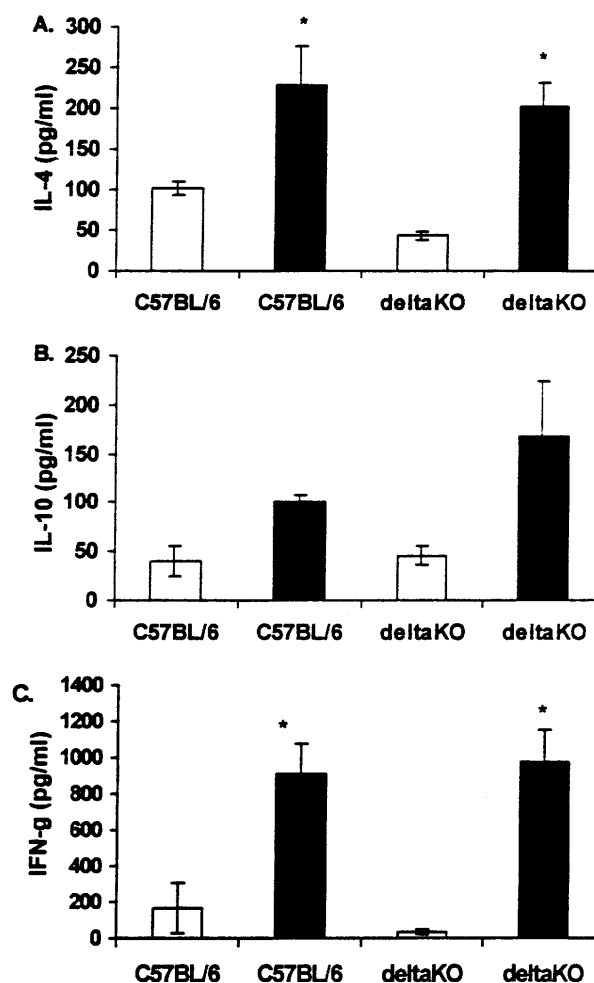 A.
*
*
IL-4 (pg/ml)
300
250
200
150
100
50
0
C57BL/6 C57BL/6 deltaKO deltaKO
B.
IL-10 (pg/ml)
250
200
150
100
50
0
C57BL/6 C57BL/6 deltaKO deltaKO
C.
*
*
IFN-g (pg/ml)
1400
1200
1000
800
600
400
200
0
C57BL/6 C57BL/6 deltaKO deltaKO